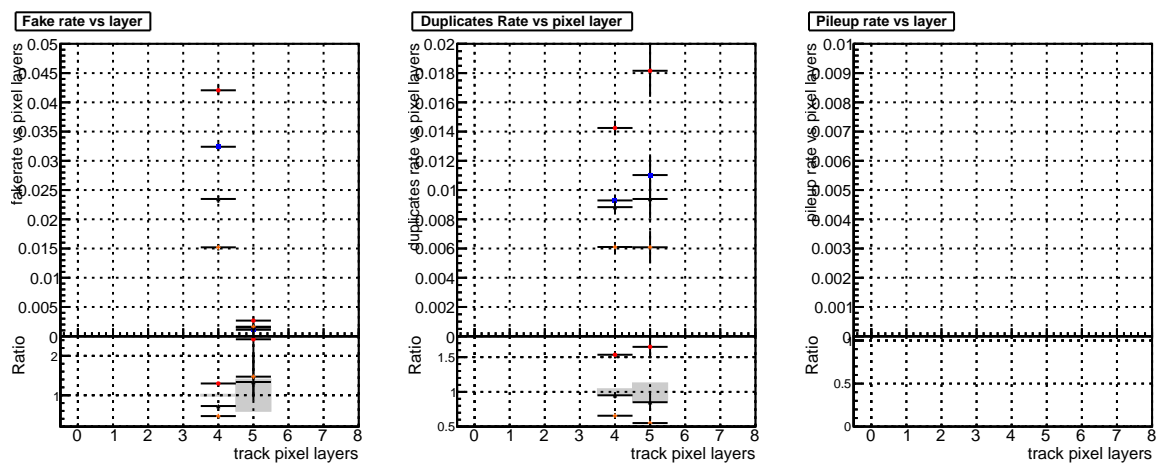 Fake rate vs layer
fakerate vs pixel layers
0.05
0.045
0.04
0.035
0.03
0.025
0.02
0.015
0.01
0.005
0
Ratio
2
1
0 1 2 3 4 5 6 7 8
track pixel layers
Duplicates Rate vs pixel layer
duplicates rate vs pixel layers
0.02
0.018
0.016
0.014
0.012
0.01
0.008
0.006
0.004
0.002
0
Ratio
1.5
1
0.5
0 1 2 3 4 5 6 7 8
track pixel layers
Pileup rate vs layer
pileup rate vs pixel layers
0.01
0.009
0.008
0.007
0.006
0.005
0.004
0.003
0.002
0.001
0
Ratio
0.5
0
0 1 2 3 4 5 6 7 8
track pixel layers